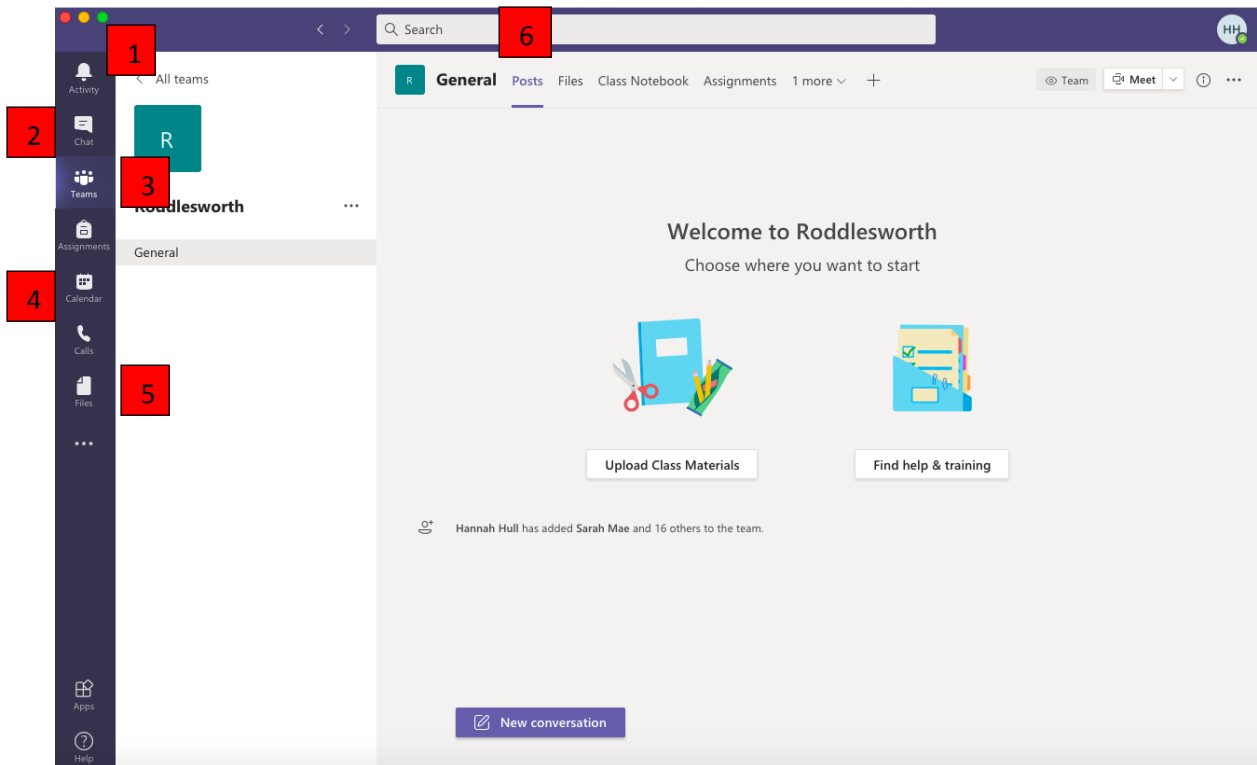 Search
6
HH
1
Activity
All teams
R
General Posts Files Class Notebook Assignments 1 more
Team
Meet
2
Chat
R
3
Teams
Roddlesworth
Assignments
General
4
Calendar
Calls
5
Files
Welcome to Roddlesworth
Choose where you want to start
Upload Class Materials
Find help & training
Hannah Hull has added Sarah Mae and 16 others to the team.
New conversation
Apps
Help